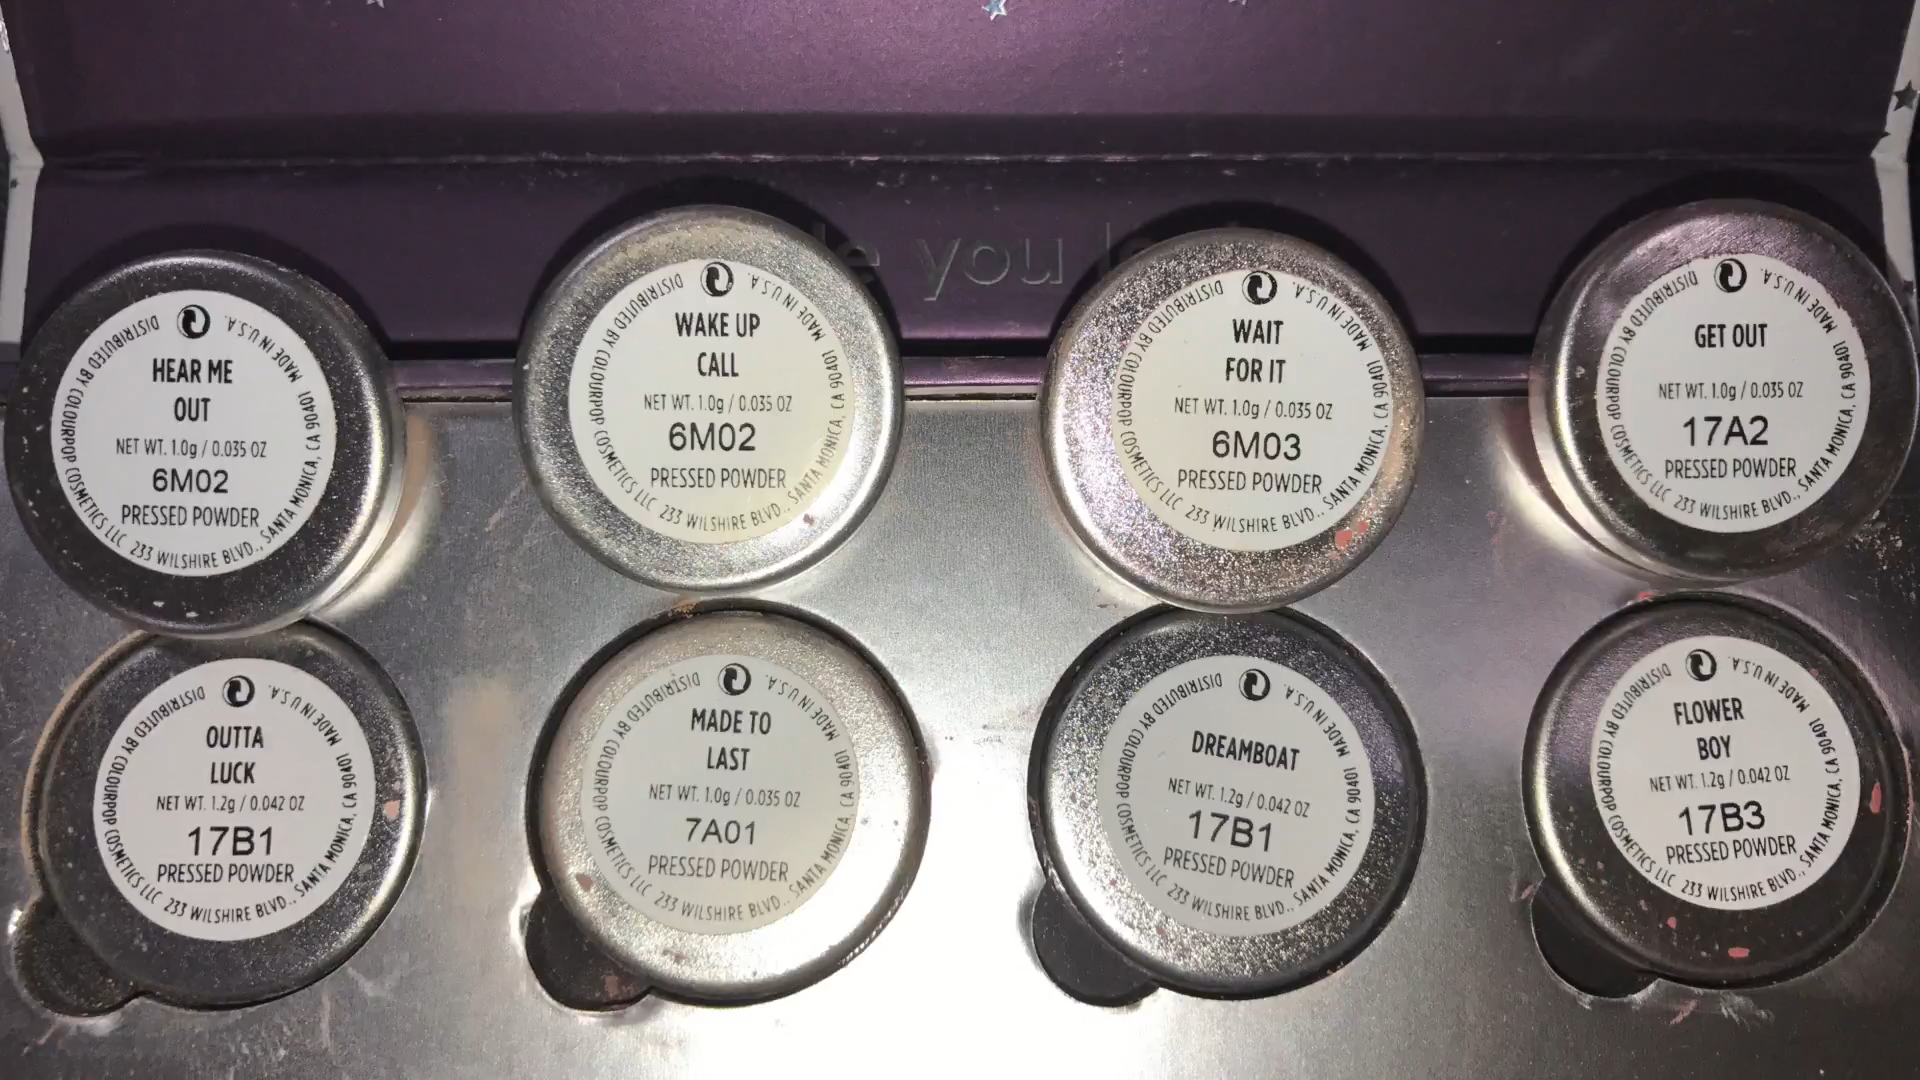 e you l
HEAR ME
OUT
NET WT. 1.0g / 0.035 OZ
6M02
PRESSED POWDER
DISTRIBUTED BY COLOURPOP COSMETICS LLC 233 WILSHIRE BLVD., SANTA MONICA, CA 90401 MADE IN U.S.A.
WAKE UP
CALL
NET WT. 1.0g / 0.035 OZ
6M02
PRESSED POWDER
DISTRIBUTED BY COLOURPOP COSMETICS LLC 233 WILSHIRE BLVD., SANTA MONICA, CA 90401 MADE IN U.S.A.
WAIT
FOR IT
NET WT. 1.0g / 0.035 OZ
6M03
PRESSED POWDER
DISTRIBUTED BY COLOURPOP COSMETICS LLC 233 WILSHIRE BLVD., SANTA MONICA, CA 90401 MADE IN U.S.A.
GET OUT
NET WT. 1.0g / 0.035 OZ
17A2
PRESSED POWDER
DISTRIBUTED BY COLOURPOP COSMETICS LLC 233 WILSHIRE BLVD., SANTA MONICA, CA 90401 MADE IN U.S.A.
OUTTA
LUCK
NET WT. 1.2g / 0.042 OZ
17B1
PRESSED POWDER
DISTRIBUTED BY COLOURPOP COSMETICS LLC 233 WILSHIRE BLVD., SANTA MONICA, CA 90401 MADE IN U.S.A.
MADE TO
LAST
NET WT. 1.0g / 0.035 OZ
7A01
PRESSED POWDER
DISTRIBUTED BY COLOURPOP COSMETICS LLC 233 WILSHIRE BLVD., SANTA MONICA, CA 90401 MADE IN U.S.A.
DREAMBOAT
NET WT. 1.2g / 0.042 OZ
17B1
PRESSED POWDER
DISTRIBUTED BY COLOURPOP COSMETICS LLC 233 WILSHIRE BLVD., SANTA MONICA, CA 90401 MADE IN U.S.A.
FLOWER
BOY
NET WT. 1.2g / 0.042 OZ
17B3
PRESSED POWDER
DISTRIBUTED BY COLOURPOP COSMETICS LLC 233 WILSHIRE BLVD., SANTA MONICA, CA 90401 MADE IN U.S.A.